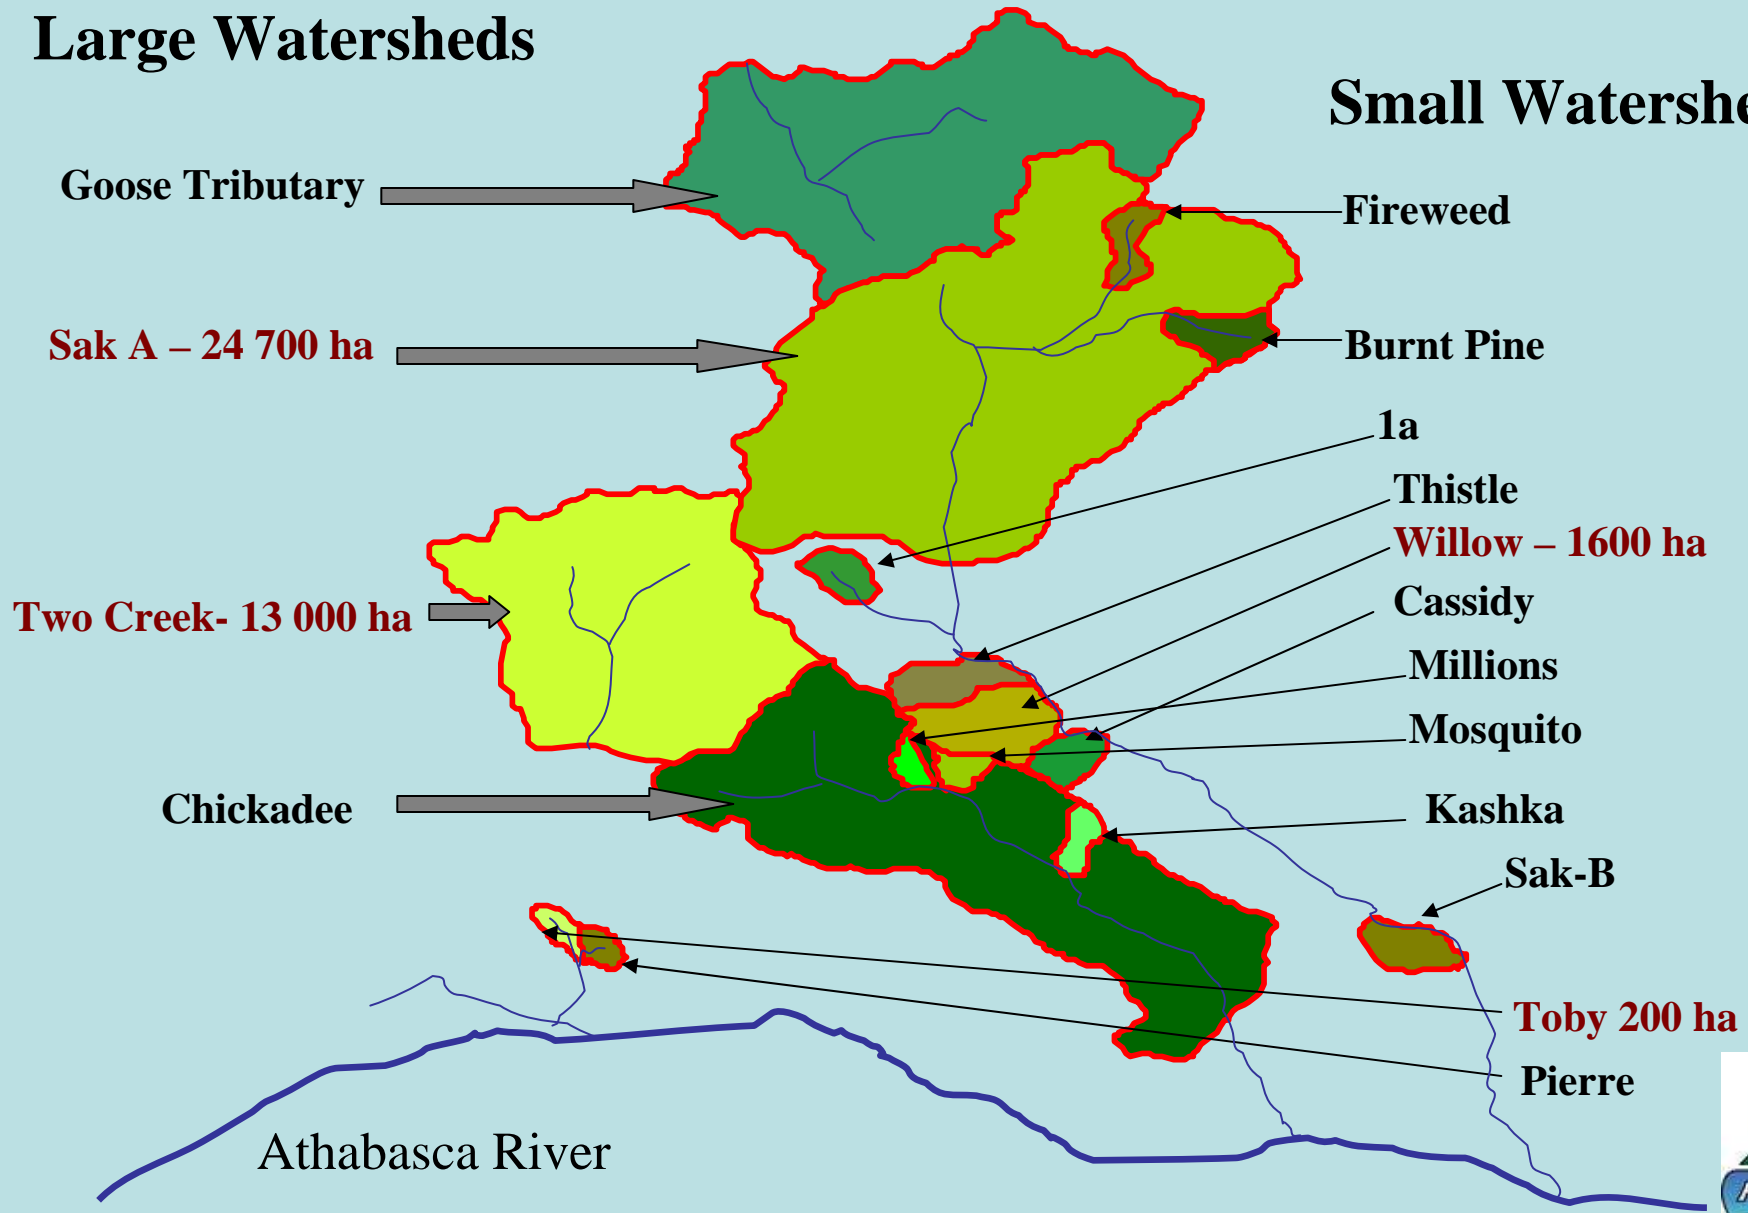 Large Watersheds
Small Watershe
Goose Tributary
Fireweed
Sak A – 24 700 ha
Burnt Pine
1a
Thistle
Willow – 1600 ha
Two Creek- 13 000 ha
Cassidy
Millions
Mosquito
Chickadee
Kashka
Sak-B
Toby 200 ha
Pierre
Athabasca River